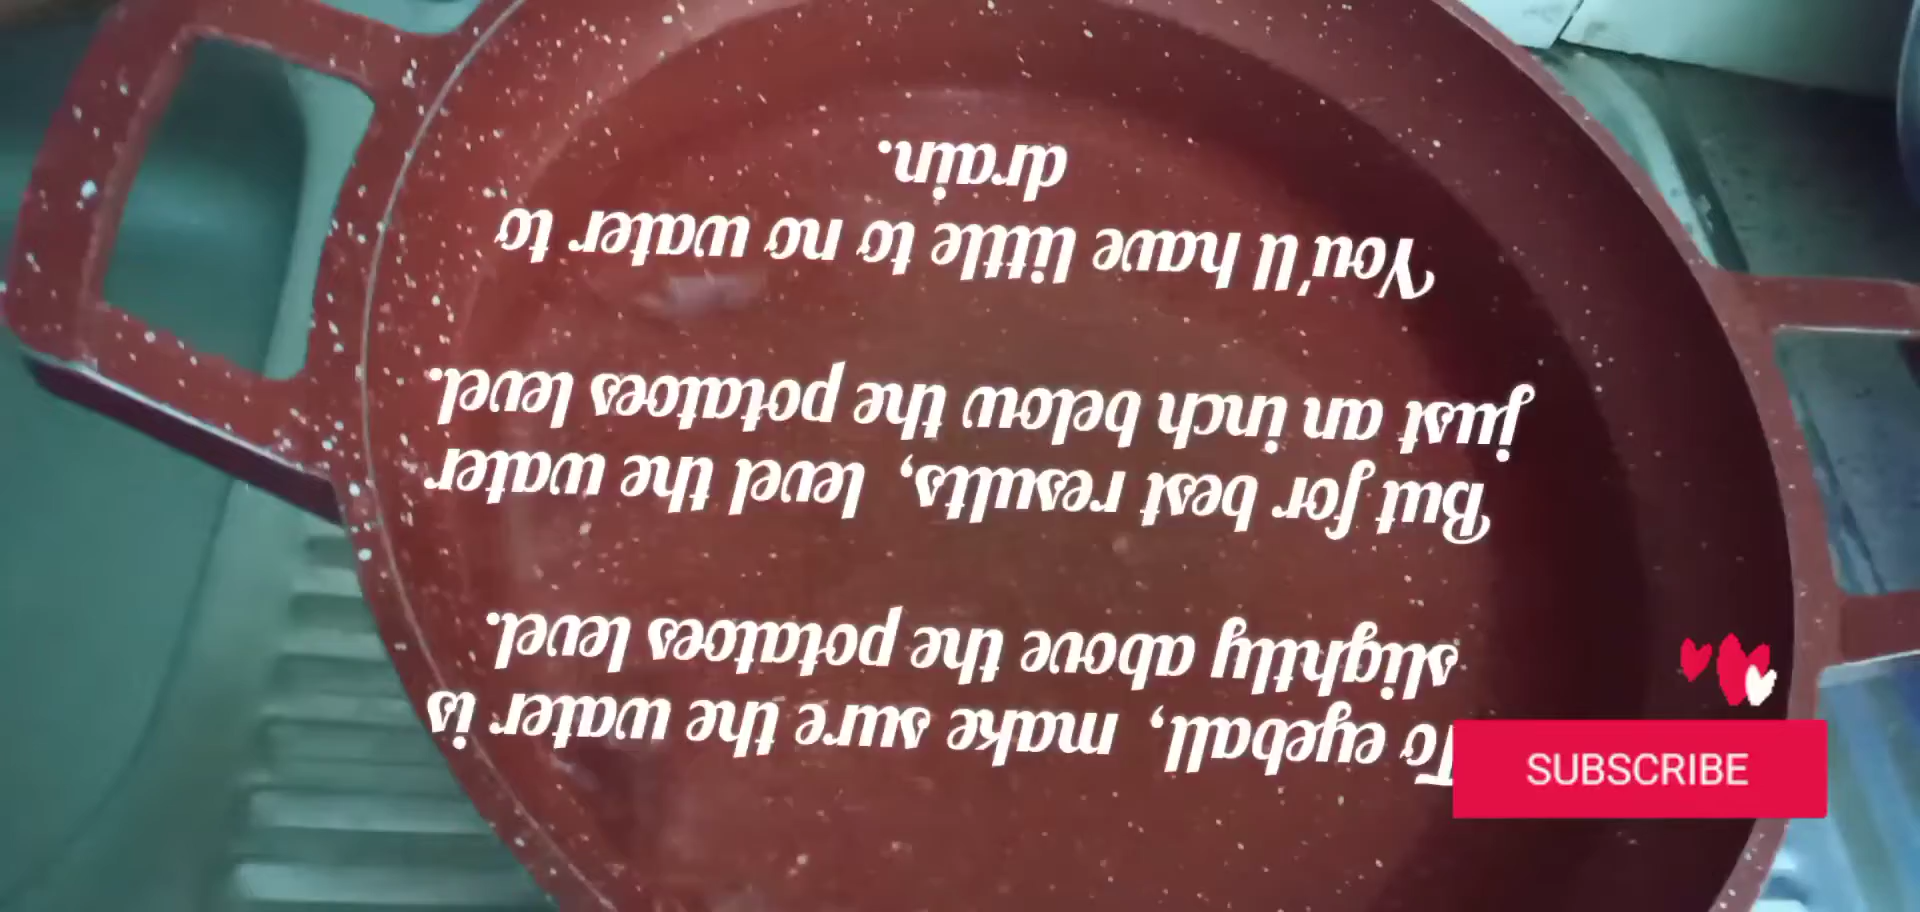 To eyeball, make sure the water is
slightly above the potatoes level.
But for best results, level the water
just an inch below the potatoes level.
You'll have little to no water to
drain.
SUBSCRIBE